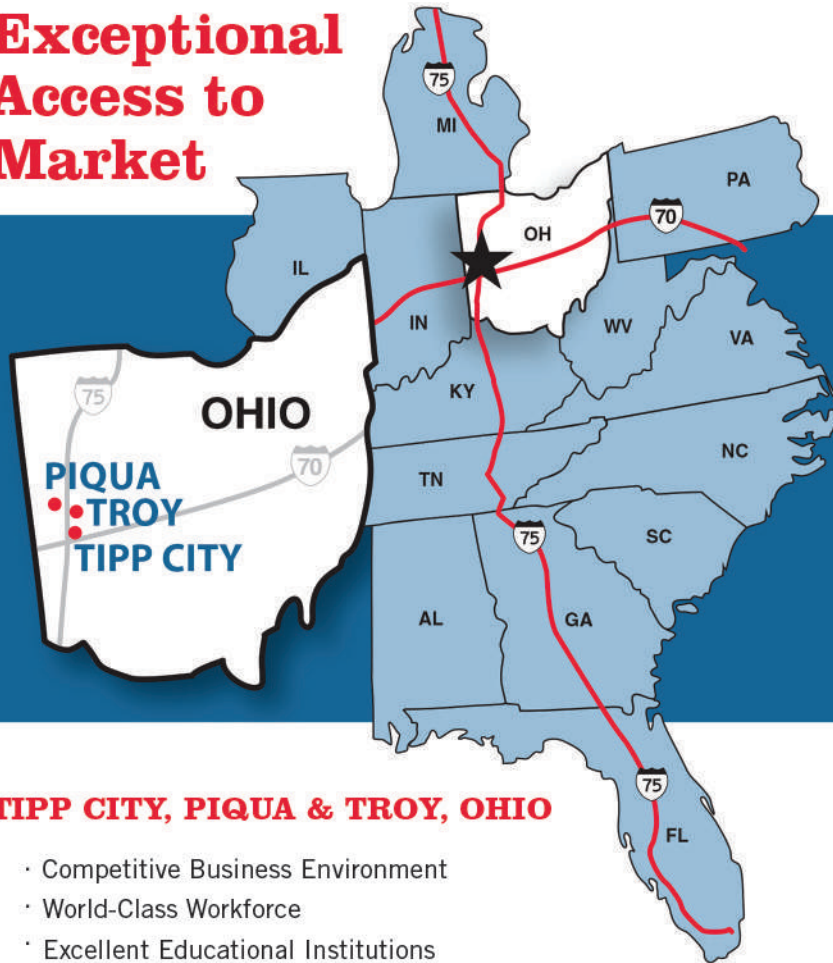 Exceptional
Access to
Market
75
MI
PA
70
OH
IL
IN
WV
VA
75
OHIO
KY
70
NC
TN
PIQUA
TROY
75
SC
TIPP CITY
AL
GA
75
TIPP CITY, PIQUA & TROY, OHIO
FL
· Competitive Business Environment
· World-Class Workforce
· Excellent Educational Institutions